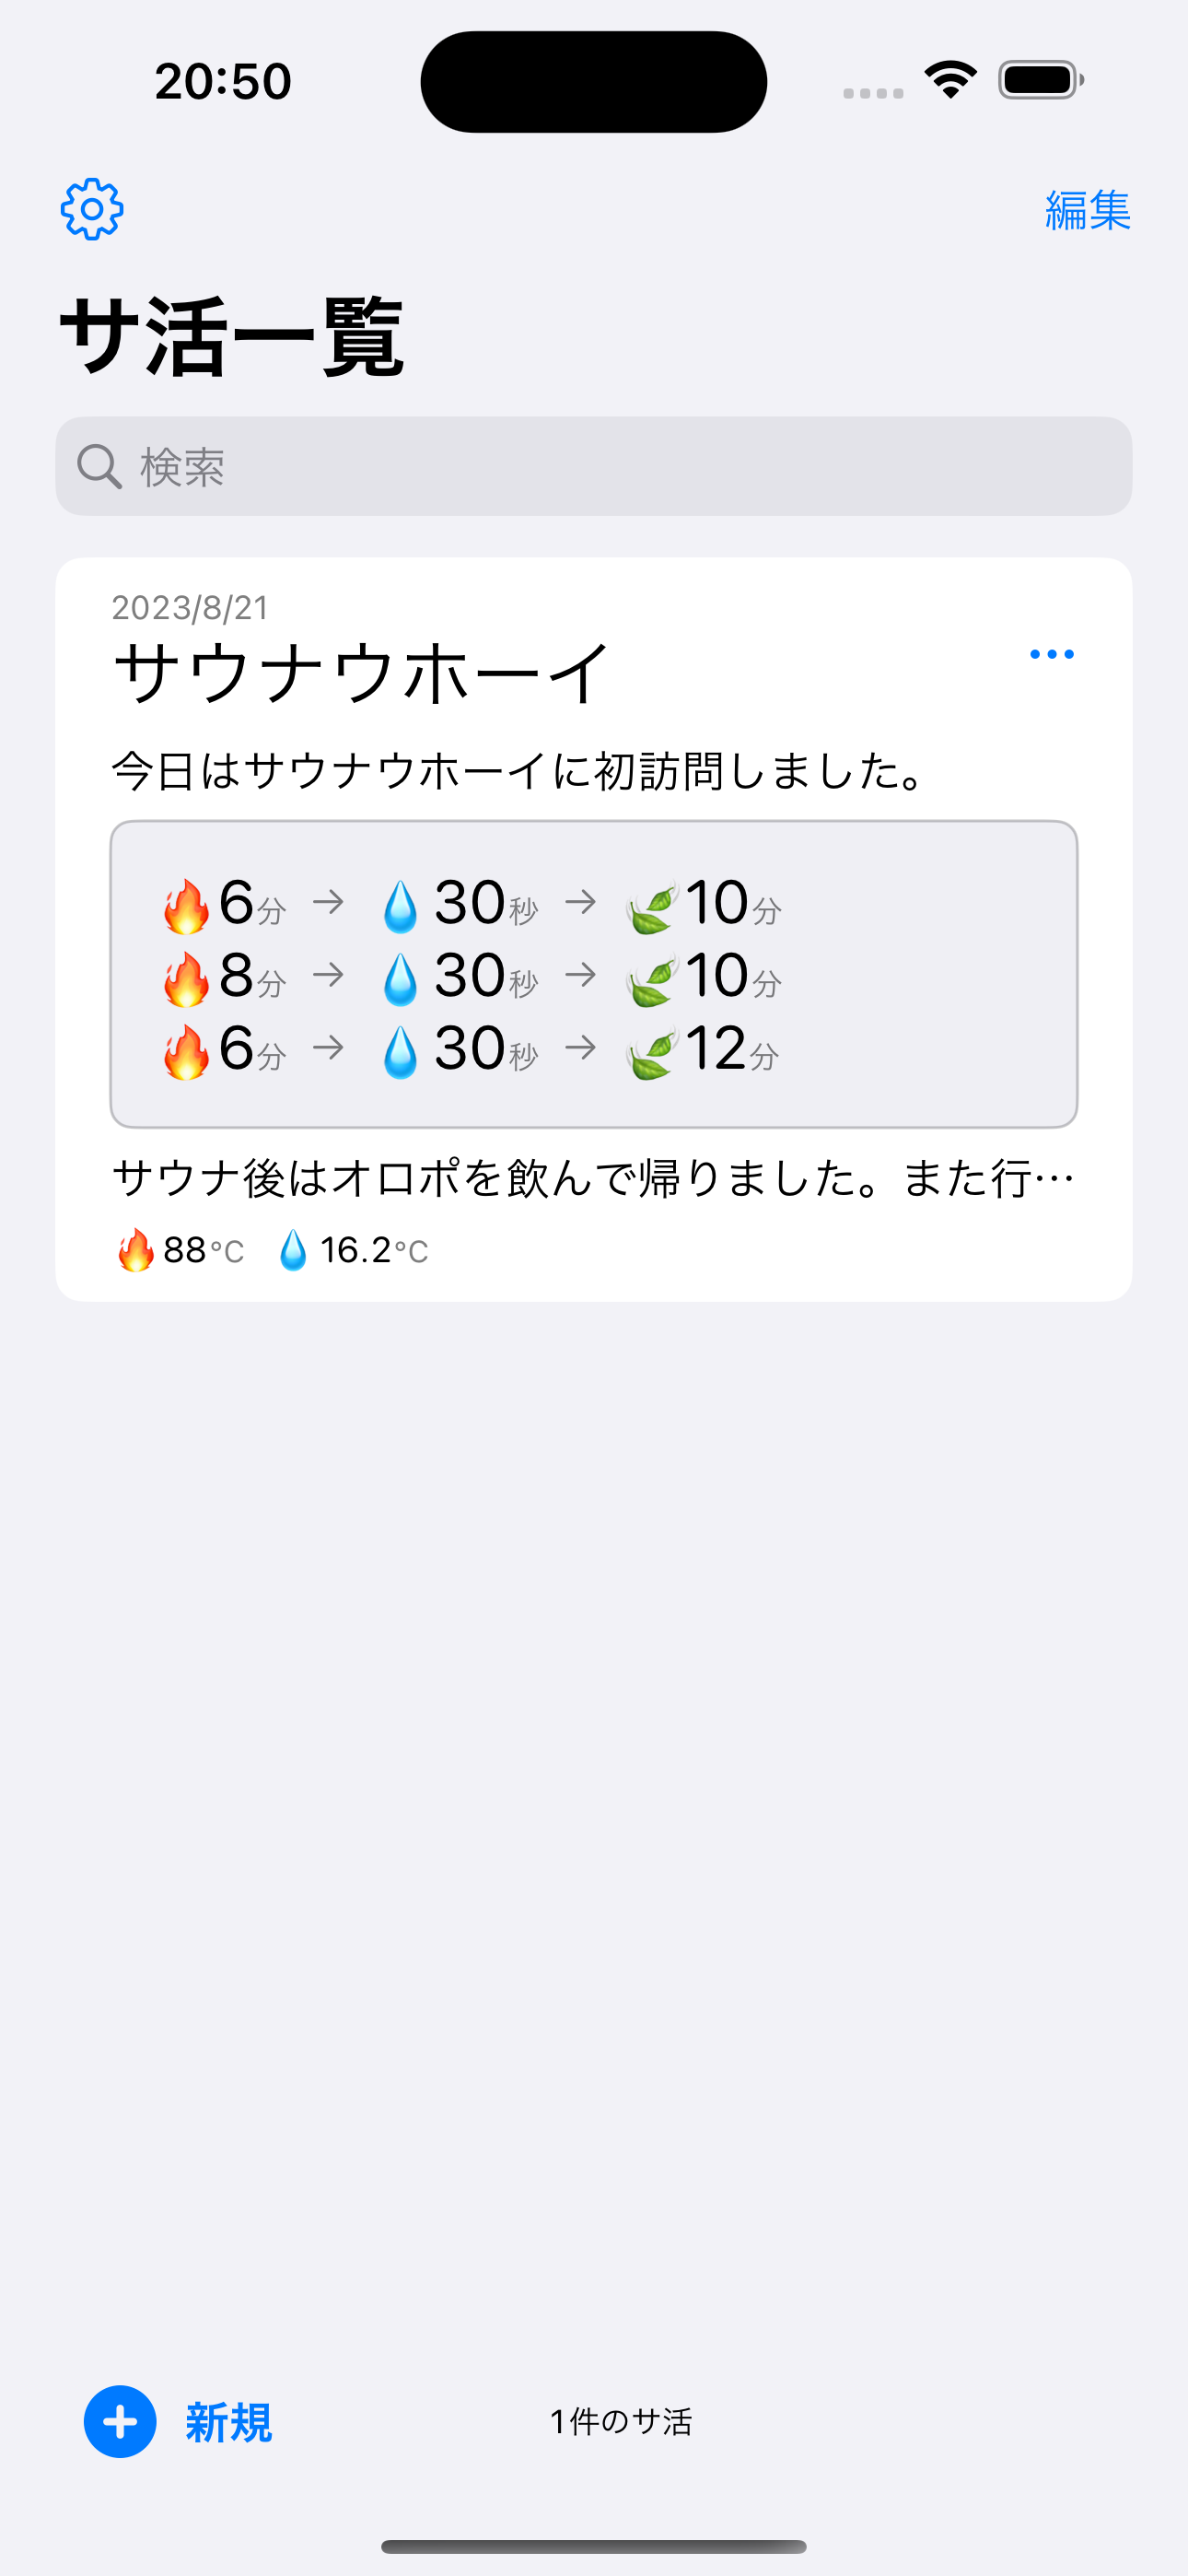 20:50
編集
サ活一覧
検索
2023/8/21
サウナウホーイ
今日はサウナウホーイに初訪問しました。
🔥6分 → 💧30秒 → 🍃10分
🔥8分 → 💧30秒 → 🍃10分
🔥6分 → 💧30秒 → 🍃12分
サウナ後はオロポを飲んで帰りました。また行…
🔥88℃ 💧16.2℃
新規
1件のサ活